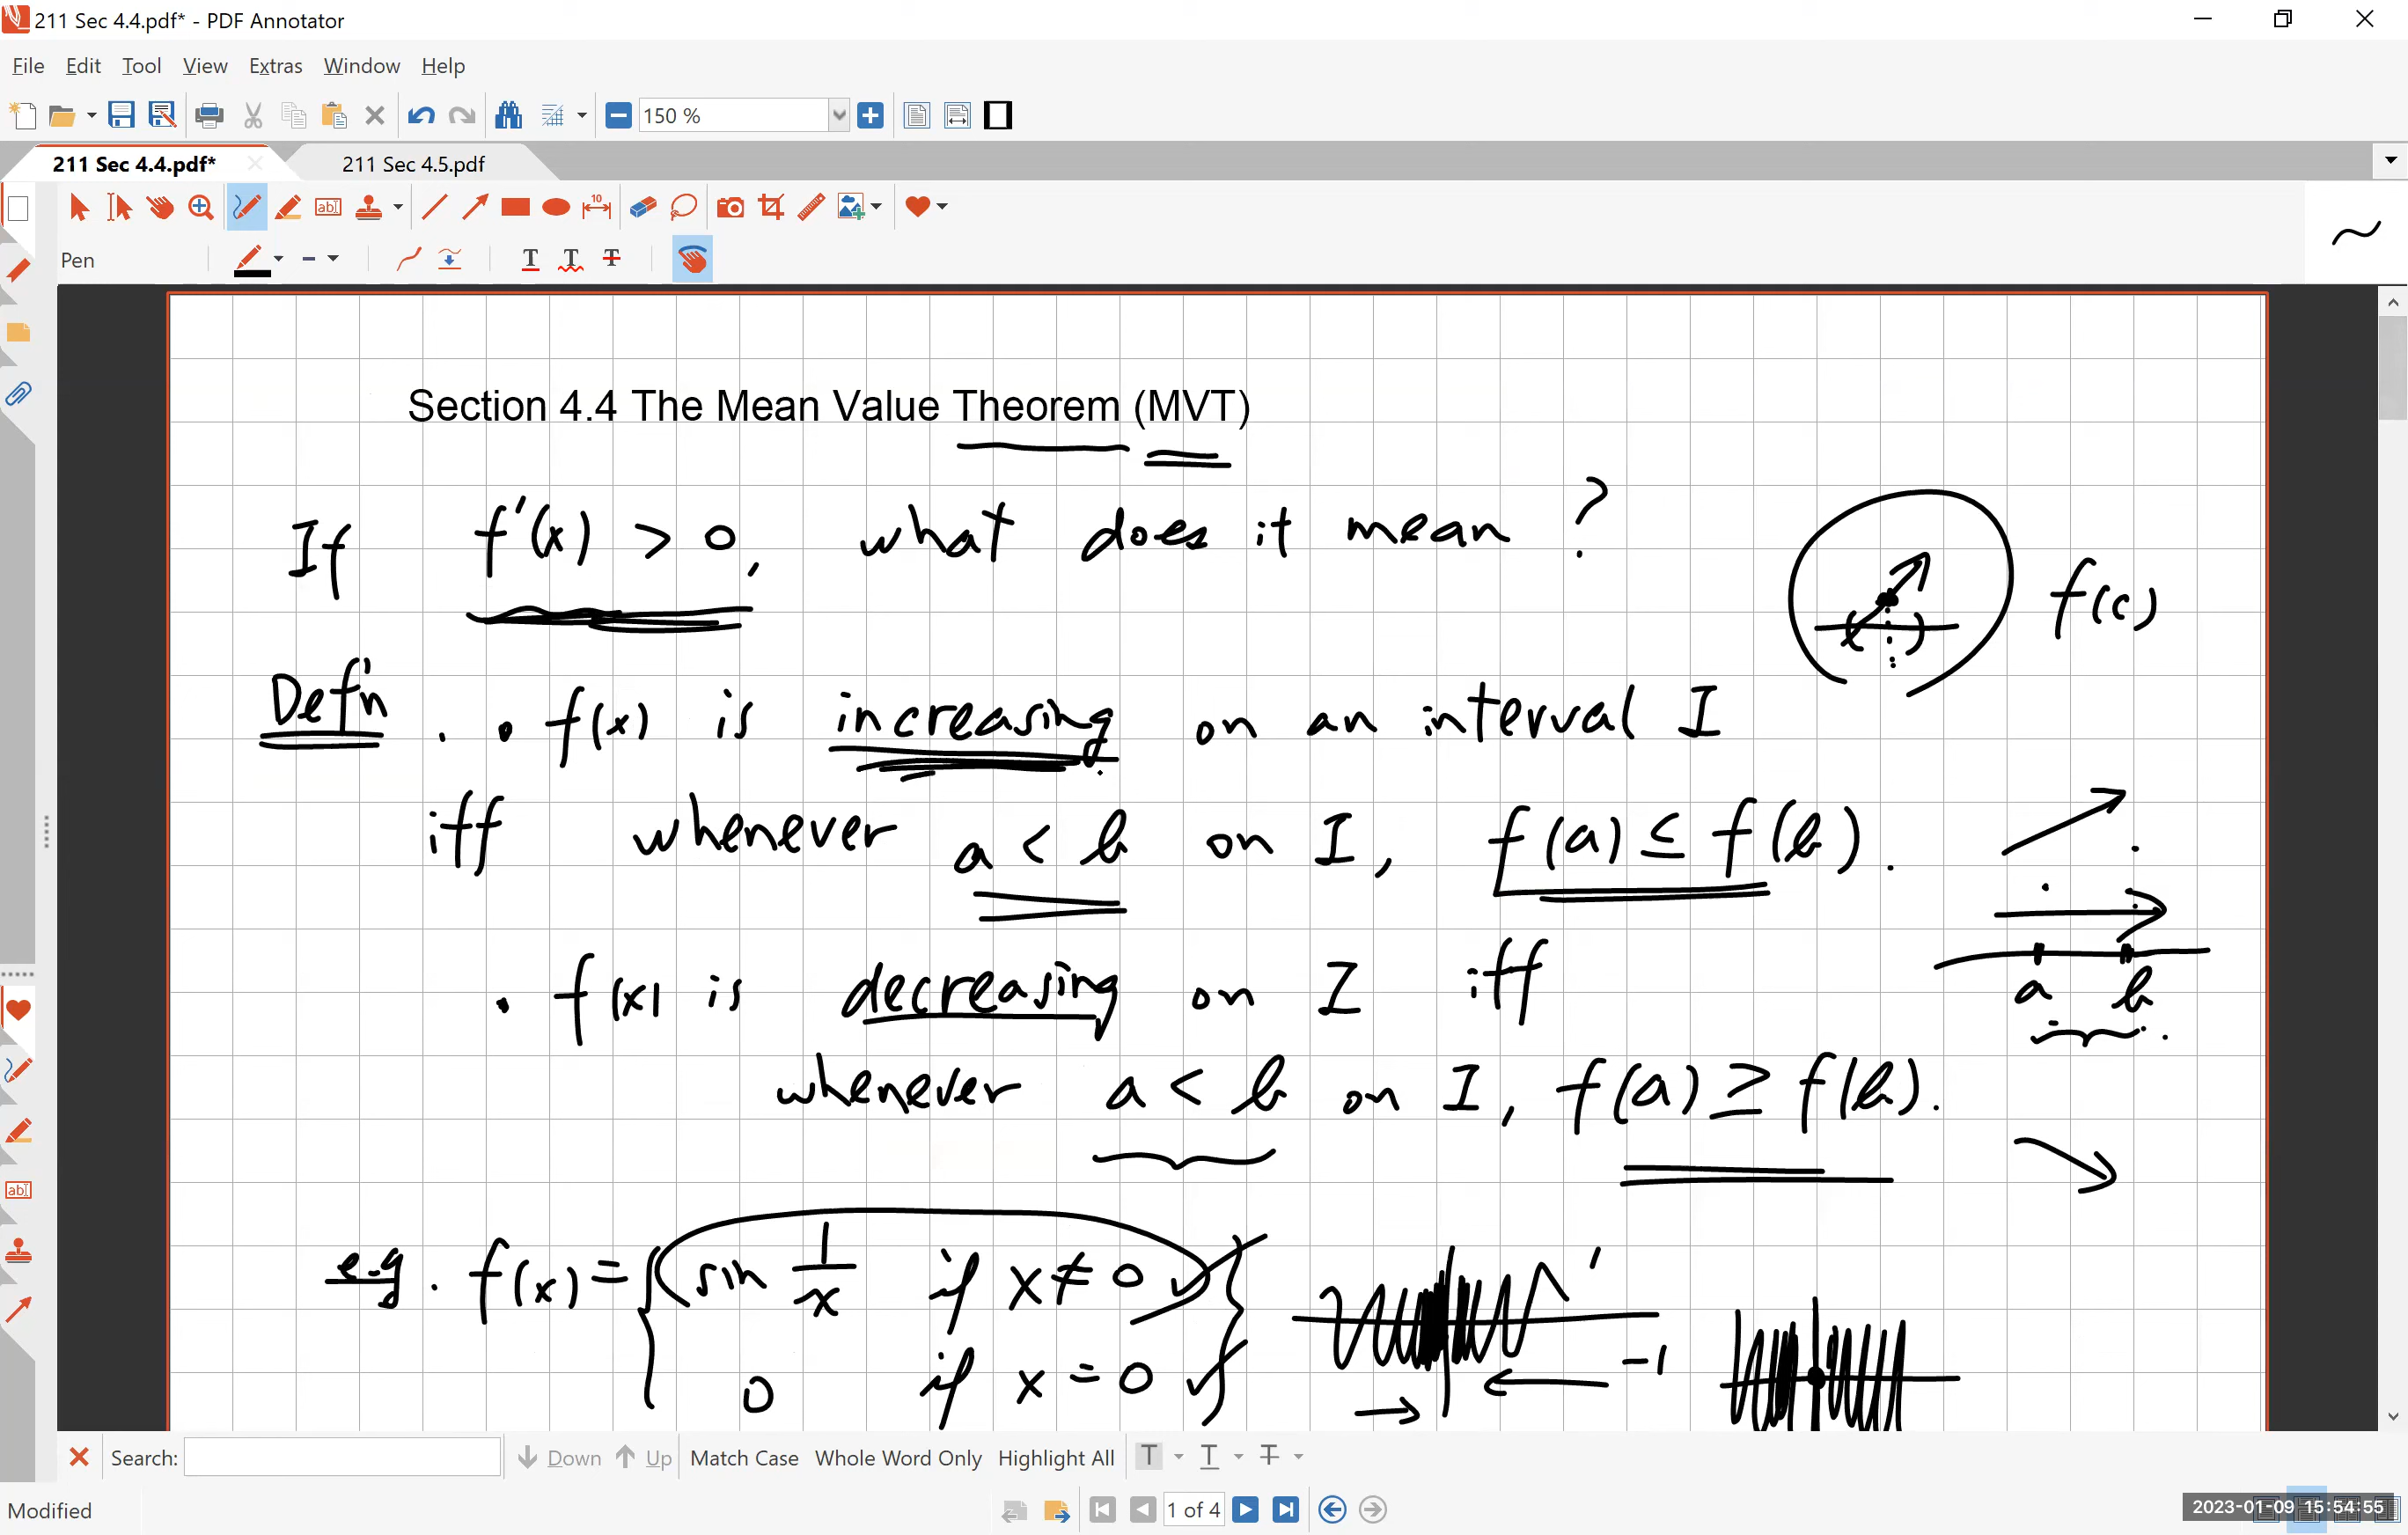 211 Sec 4.4.pdf* - PDF Annotator
File Edit Tool View Extras Window Help
150 %
211 Sec 4.4.pdf* 211 Sec 4.5.pdf
Pen
Section 4.4 The Mean Value Theorem (MVT)
If f'(x) > 0, what does it mean ?
f(c)
Def'n . • f(x) is increasing on an interval I
iff whenever a < b on I, f(a) ≤ f(b).
a b
• f(x) is decreasing on I iff
whenever a < b on I, f(a) ≥ f(b).
e.g. f(x) = { sin 1/x if x ≠ 0
0 if x = 0
-1
Search: Down Up Match Case Whole Word Only Highlight All
Modified
1 of 4
2023-01-09 15:54:55